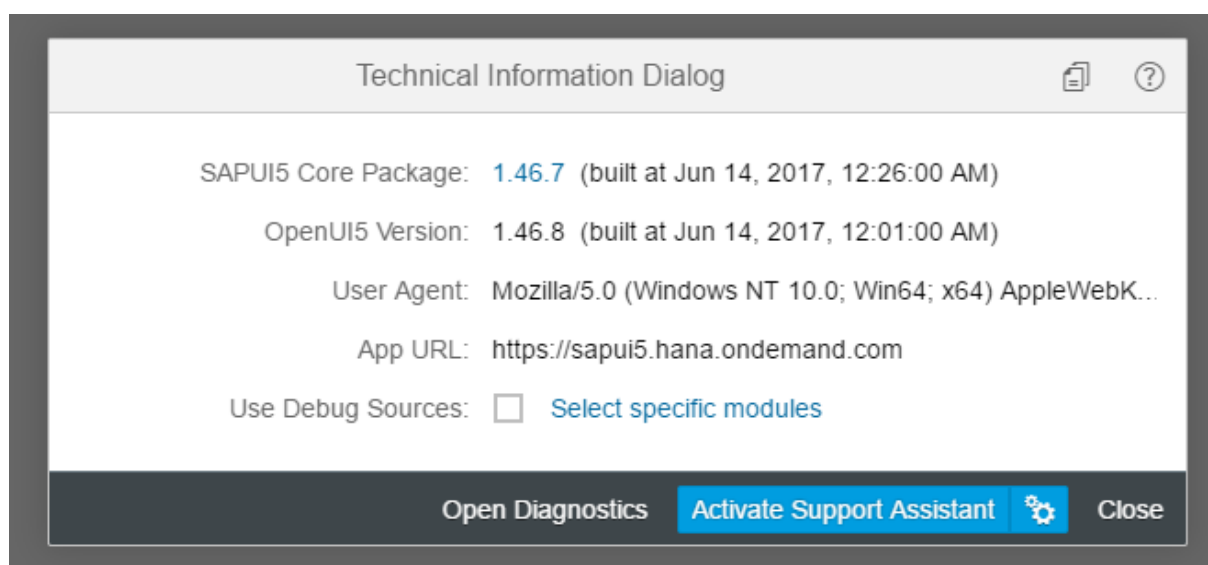 Technical Information Dialog
SAPUI5 Core Package: 1.46.7 (built at Jun 14, 2017, 12:26:00 AM)
OpenUI5 Version: 1.46.8 (built at Jun 14, 2017, 12:01:00 AM)
User Agent: Mozilla/5.0 (Windows NT 10.0; Win64; x64) AppleWebK...
App URL: https://sapui5.hana.ondemand.com
Use Debug Sources: Select specific modules
Open Diagnostics Activate Support Assistant Close